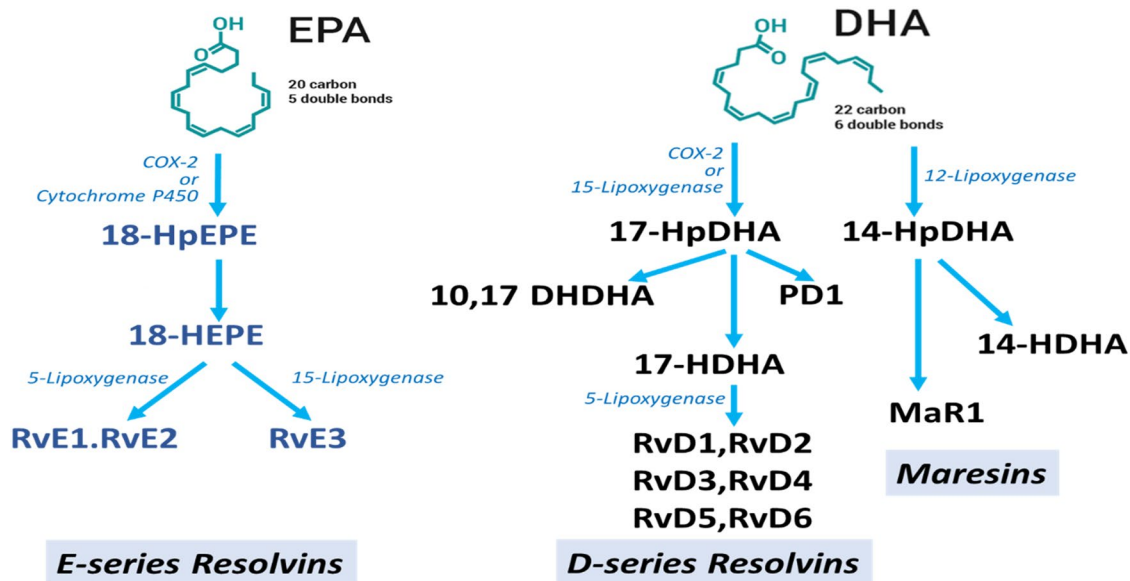 OH
EPA
O
20 carbon
5 double bonds
COX-2
or
Cytochrome P450
18-HpEPE
18-HEPE
5-Lipoxygenase
15-Lipoxygenase
RvE1.RvE2
RvE3
E-series Resolvins
OH
DHA
O
22 carbon
6 double bonds
COX-2
or
15-Lipoxygenase
12-Lipoxygenase
17-HpDHA
14-HpDHA
10,17 DHDHA
PD1
17-HDHA
14-HDHA
5-Lipoxygenase
MaR1
RvD1,RvD2
RvD3,RvD4
RvD5,RvD6
Maresins
D-series Resolvins